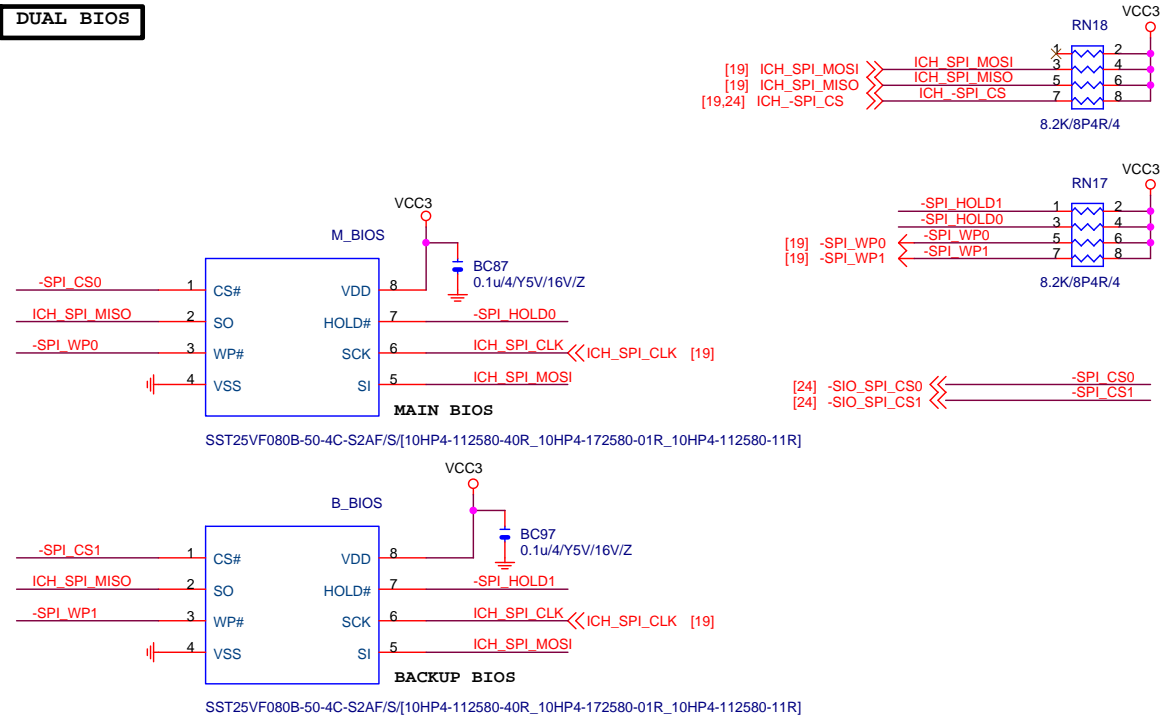 DUAL BIOS
VCC3
RN18
1 2
[19] ICH_SPI_MOSI ICH_SPI_MOSI 3 4
[19] ICH_SPI_MISO ICH_SPI_MISO 5 6
[19,24] ICH_-SPI_CS ICH_-SPI_CS 7 8
8.2K/8P4R/4
VCC3
RN17
-SPI_HOLD1 1 2
-SPI_HOLD0 3 4
[19] -SPI_WP0 -SPI_WP0 5 6
[19] -SPI_WP1 -SPI_WP1 7 8
8.2K/8P4R/4
VCC3
M_BIOS
BC87
0.1u/4/Y5V/16V/Z
-SPI_CS0 1 CS# VDD 8
ICH_SPI_MISO 2 SO HOLD# 7 -SPI_HOLD0
-SPI_WP0 3 WP# SCK 6 ICH_SPI_CLK ICH_SPI_CLK [19]
4 VSS SI 5 ICH_SPI_MOSI
MAIN BIOS
SST25VF080B-50-4C-S2AF/S/[10HP4-112580-40R_10HP4-172580-01R_10HP4-112580-11R]
[24] -SIO_SPI_CS0 -SPI_CS0
[24] -SIO_SPI_CS1 -SPI_CS1
VCC3
B_BIOS
BC97
0.1u/4/Y5V/16V/Z
-SPI_CS1 1 CS# VDD 8
ICH_SPI_MISO 2 SO HOLD# 7 -SPI_HOLD1
-SPI_WP1 3 WP# SCK 6 ICH_SPI_CLK ICH_SPI_CLK [19]
4 VSS SI 5 ICH_SPI_MOSI
BACKUP BIOS
SST25VF080B-50-4C-S2AF/S/[10HP4-112580-40R_10HP4-172580-01R_10HP4-112580-11R]